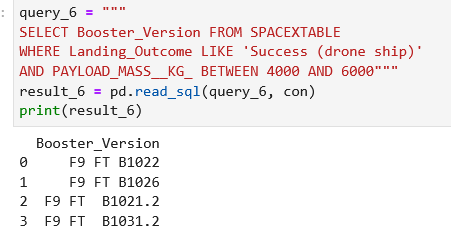 : query_6 = """
SELECT Booster_Version FROM SPACEXTABLE
WHERE Landing_Outcome LIKE 'Success (drone ship)'
AND PAYLOAD_MASS__KG_ BETWEEN 4000 AND 6000"""
result_6 = pd.read_sql(query_6, con)
print(result_6)
  Booster_Version
0     F9 FT B1022
1     F9 FT B1026
2  F9 FT  B1021.2
3  F9 FT  B1031.2